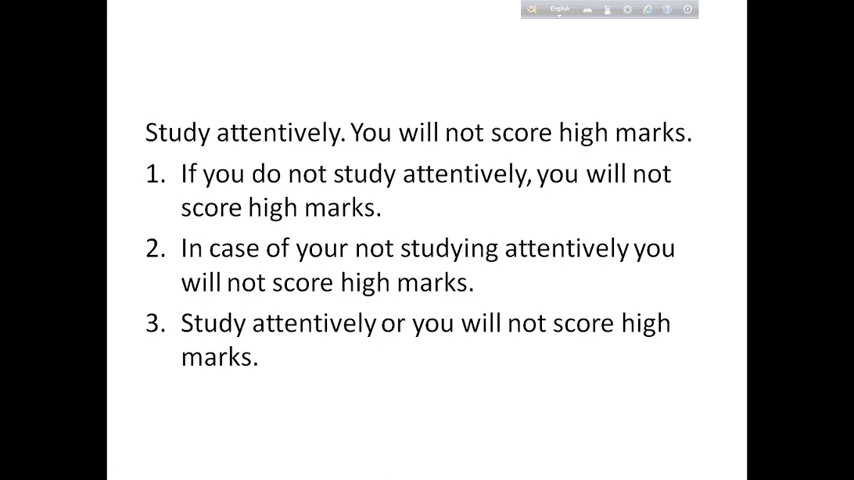 English
Study attentively. You will not score high marks.
1. If you do not study attentively, you will not
score high marks.
2. In case of your not studying attentively you
will not score high marks.
3. Study attentively or you will not score high
marks.